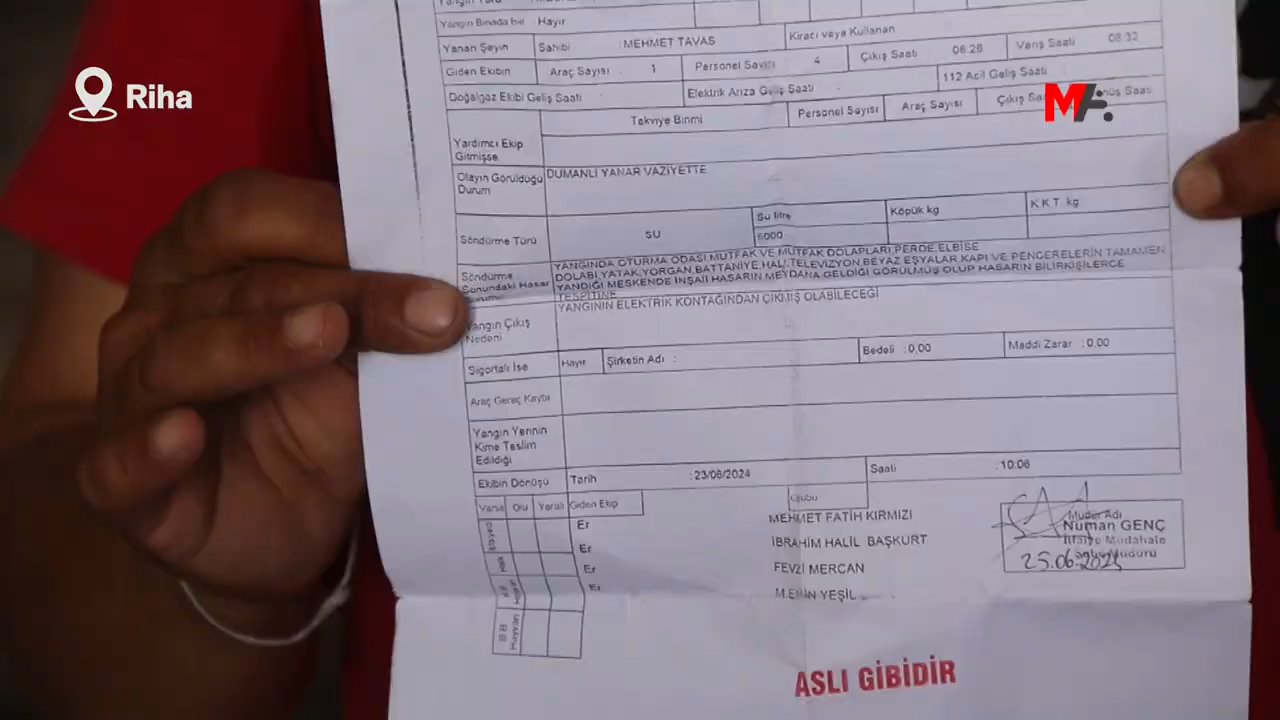 Riha
MA.
Yangın Binada İse Hayır
Yanan Şeyin Sahibi : MEHMET TAVAS Kiracı veya Kullanan
Giden Ekibin Araç Sayısı : 1 Personel Sayısı 4 Çıkış Saati 08:26 Varış Saati 08:32
Doğalgaz Ekibi Geliş Saati Elektrik Arıza Geliş Saati 112 Acil Geliş Saati
Yardımcı Ekip
Gitmişse
Takviye Birimi Personel Sayısı Araç Sayısı Çıkış Saati
Olayın Görüldüğü
Durum
DUMANLI YANAR VAZİYETTE
Söndürme Türü SU Su litre Köpük kg K.K.T. kg
5000
Söndürme
Sonundaki Hasar
YANGINDA OTURMA ODASI MUTFAK VE MUTFAK DOLAPLARI,PERDE,ELBİSE
DOLABI,YATAK,YORGAN,BATTANİYE HALI,TELEVİZYON,BEYAZ EŞYALAR,KAPI VE PENCERELERİN TAMAMEN
YANDIĞI MESKENDE İNŞAİ HASARIN MEYDANA GELDİĞİ GÖRÜLMÜŞ OLUP HASARIN BİLİRKİŞİLERCE
TESPİTİNE
Yangın Çıkış
Nedeni
YANGININ ELEKTRİK KONTAĞINDAN ÇIKMIŞ OLABİLECEĞİ
Sigortalı İse Hayır Şirketin Adı : Bedeli :0,00 Maddi Zarar :0,00
Araç Gereç Kaybı
Yangın Yerinin
Kime Teslim
Edildiği
Ekibin Dönüşü Tarih :23/06/2024 Saati :10:06
Ölü Yaralı Giden Ekip
Er MEHMET FATİH KIRMIZI
Er İBRAHİM HALİL BAŞKURT
Er FEVZİ MERCAN
Er MEMİN YEŞİL
Müdür Adı
Numan GENÇ
İtfaiye Müdahale
Şube Müdürü
25.06.2024
ASLI GİBİDİR